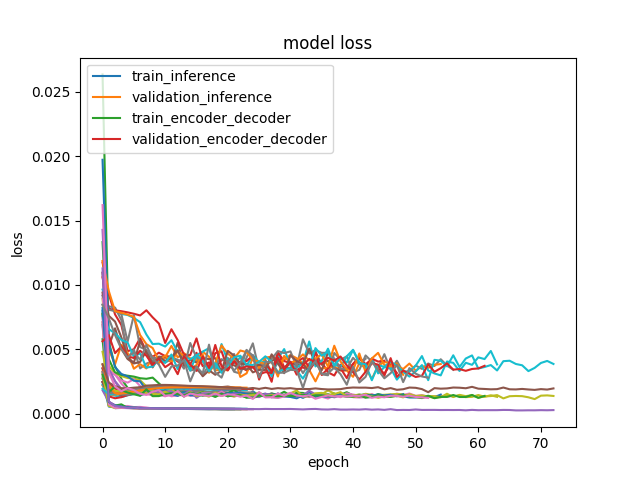 model loss
train_inference
validation_inference
train_encoder_decoder
validation_encoder_decoder
0.025
0.020
0.015
0.010
0.005
0.000
loss
0 10 20 30 40 50 60 70
epoch